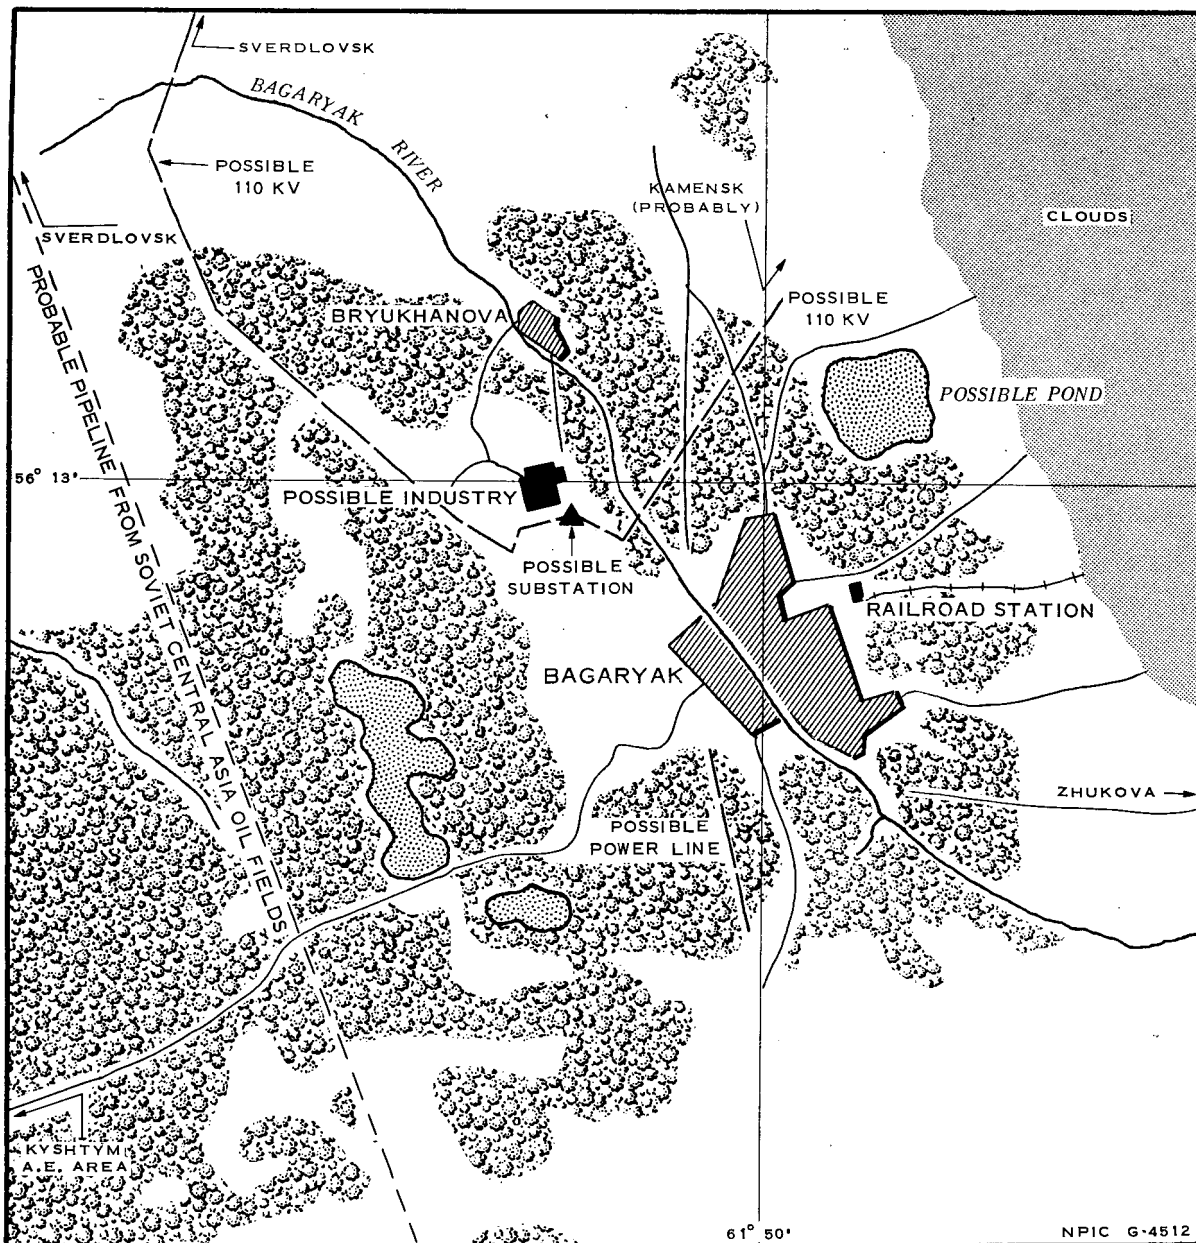 SVERDLOVSK
BAGARYAK
RIVER
POSSIBLE
110 KV
KAMENSK
(PROBABLY)
CLOUDS
SVERDLOVSK
PROBABLE PIPELINE FROM SOVIET CENTRAL ASIA OIL FIELDS
BRYUKHANOVA
POSSIBLE
110 KV
POSSIBLE POND
56° 13'
POSSIBLE INDUSTRY
POSSIBLE
SUBSTATION
RAILROAD STATION
BAGARYAK
ZHUKOVA
POSSIBLE
POWER LINE
KYSHTYM
A.E. AREA
61° 50'
NPIC G-4512